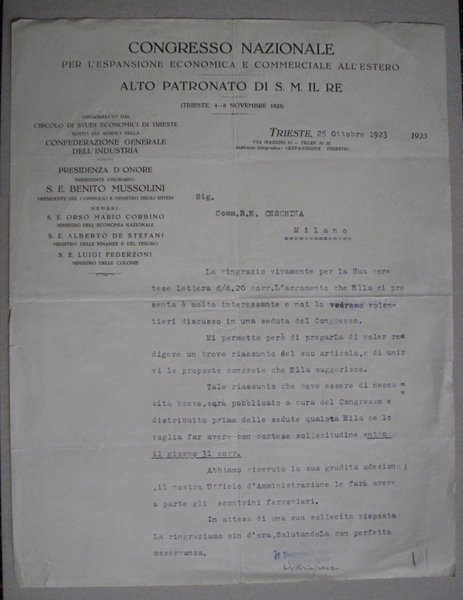 CONGRESSO NAZIONALE
PER L'ESPANSIONE ECONOMICA E COMMERCIALE ALL'ESTERO
ALTO PATRONATO DI S. M. IL RE
(TRIESTE, 4-8 NOVEMBRE 1923)
ORGANIZZATO DAL
CIRCOLO DI STUDI ECONOMICI DI TRIESTE
SOTTO GLI AUSPICI DELLA
CONFEDERAZIONE GENERALE
DELL'INDUSTRIA
PRESIDENZA D'ONORE
PRESIDENTE ONORARIO
S. E. BENITO MUSSOLINI
PRESIDENTE DEL CONSIGLIO E MINISTRO DEGLI ESTERI
MEMBRI:
S. E. ORSO MARIO CORBINO
MINISTRO DELL'ECONOMIA NAZIONALE
S. E. ALBERTO DE STEFANI
MINISTRO DELLE FINANZE E DEL TESORO
S. E. LUIGI FEDERZONI
MINISTRO DELLE COLONIE
TRIESTE, 25 Ottobre 1923 1923
VIA MAZZINI
Indirizzo telegrafico: «ESPANSIONE - TRIESTE»
Sig.
Comm.R.E. CESCHINA
Milano
La ringrazio vivamente per la Sua cor
tese lettera d/d.20 corr.L'argomento che Ella ci pre
senta è molto interessante e noi lo vedremo volen-
tieri discusso in una seduta del Congresso.
Mi permetto però di pregarLa di voler re=
digere un breve riassunto del suo articolo,e di unir
vi le proposte concrete che Ella suggerisce.
Tale riassunto che deve essere di neces =
sità breve,sarà pubblicato a cura del Congresso e
distribuito prima delle sedute qualora Ella ce lo
voglia far avere con cortese sollecitudine entro
il giorno 31 corr.
Abbiamo ricevuto la sua gradita adesione;
,il nostro Ufficio d'Amministrazione le farà avere
a parte gli scontrini ferroviari.
In attesa di una sua sollecita risposta
La ringraziamo sin d'ora,SalutandoLa con perfetta
osservanza.
101